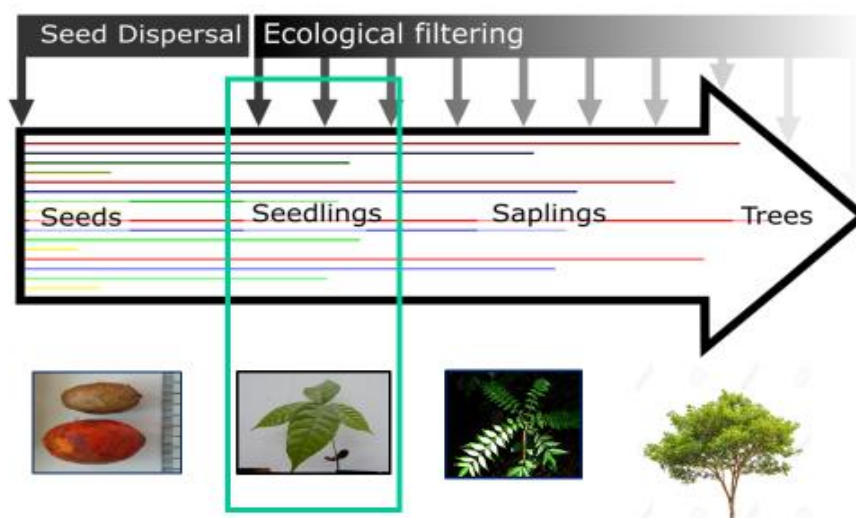 Seed Dispersal
Ecological filtering
Seeds
Seedlings
Saplings
Trees